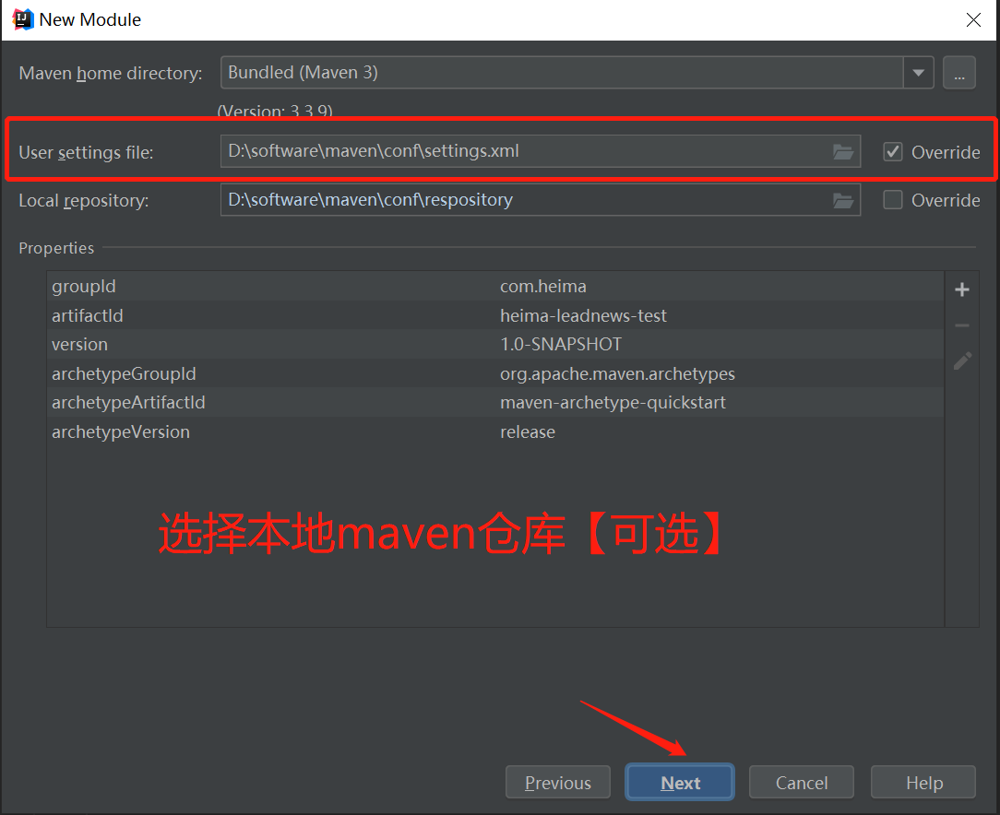 New Module
Maven home directory: Bundled (Maven 3) ...
(Version: 3.3.9)
User settings file: D:\software\maven\conf\settings.xml Override
Local repository: D:\software\maven\conf\respository Override
Properties
groupId com.heima
artifactId heima-leadnews-test
version 1.0-SNAPSHOT
archetypeGroupId org.apache.maven.archetypes
archetypeArtifactId maven-archetype-quickstart
archetypeVersion release
选择本地maven仓库【可选】
Previous Next Cancel Help